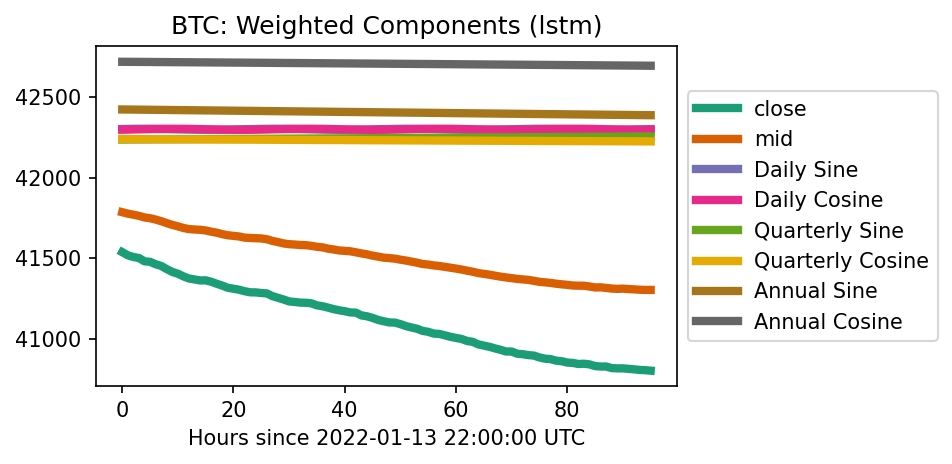 BTC: Weighted Components (lstm)
42500
42000
41500
41000
0 20 40 60 80
Hours since 2022-01-13 22:00:00 UTC
close
mid
Daily Sine
Daily Cosine
Quarterly Sine
Quarterly Cosine
Annual Sine
Annual Cosine